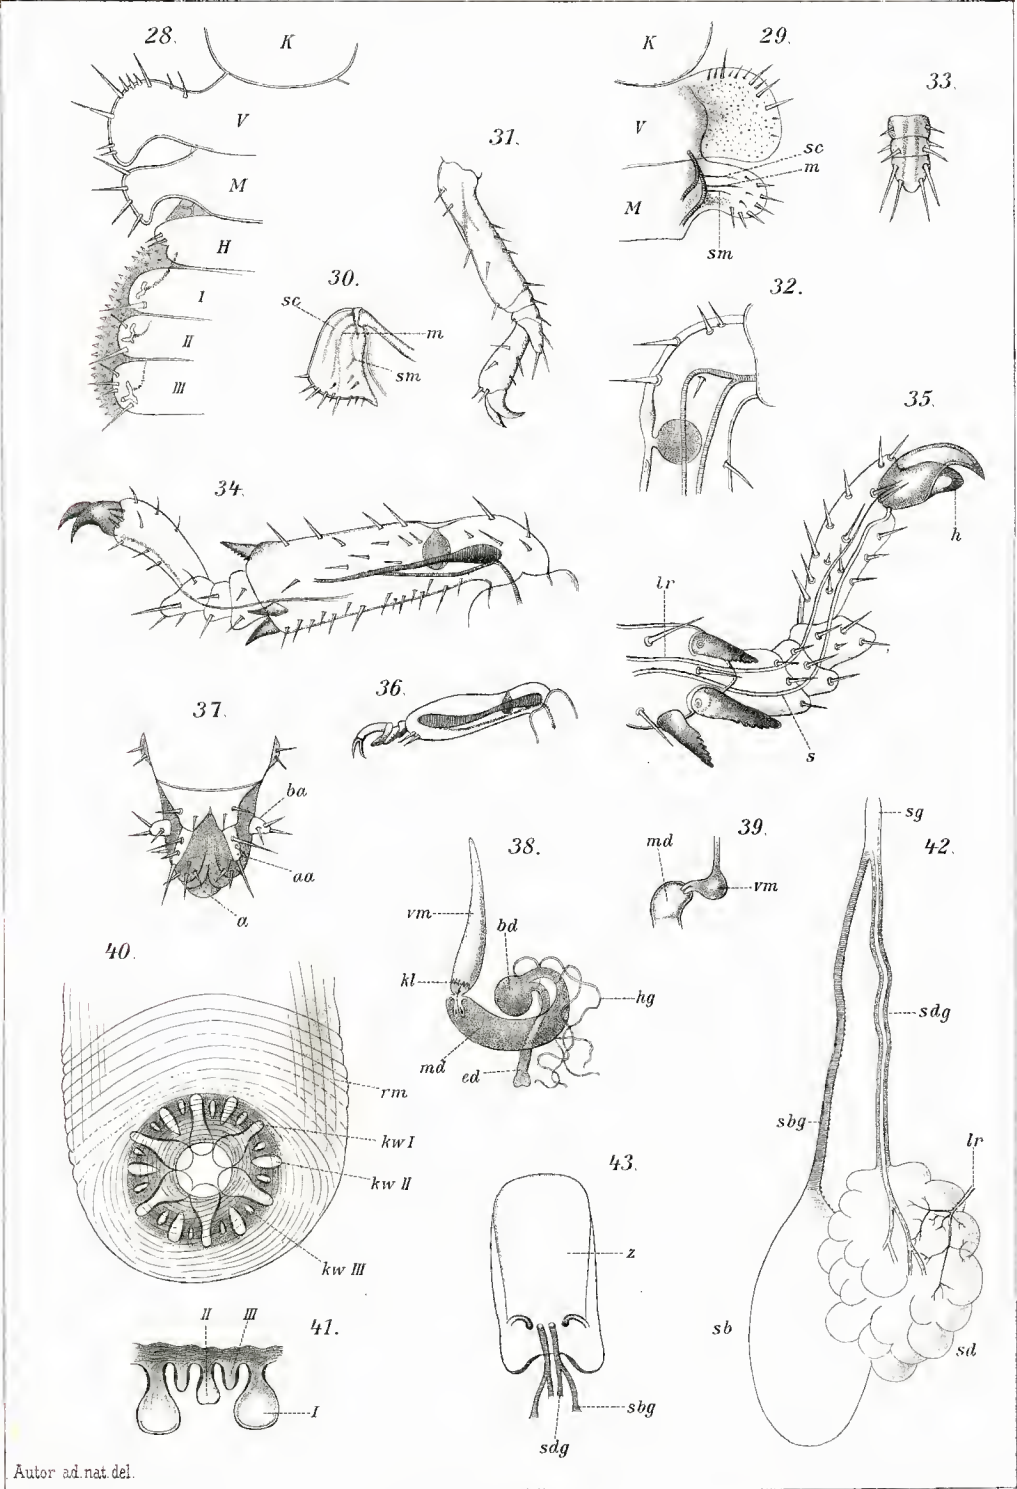 28.
K
V
M
H
I
II
III
29.
K
V
M
sc
m
sm
33.
31.
30.
sc
m
sm
32.
35.
h
lr
s
34.
36.
37.
ba
aa
a
38.
vm
bd
kl
hg
md
ed
39.
md
vm
42.
sg
sdg
sbg
lr
sb
sd
40.
rm
kw I
kw II
kw III
43.
z
sbg
sdg
41.
II
III
I
Autor ad. nat. del.